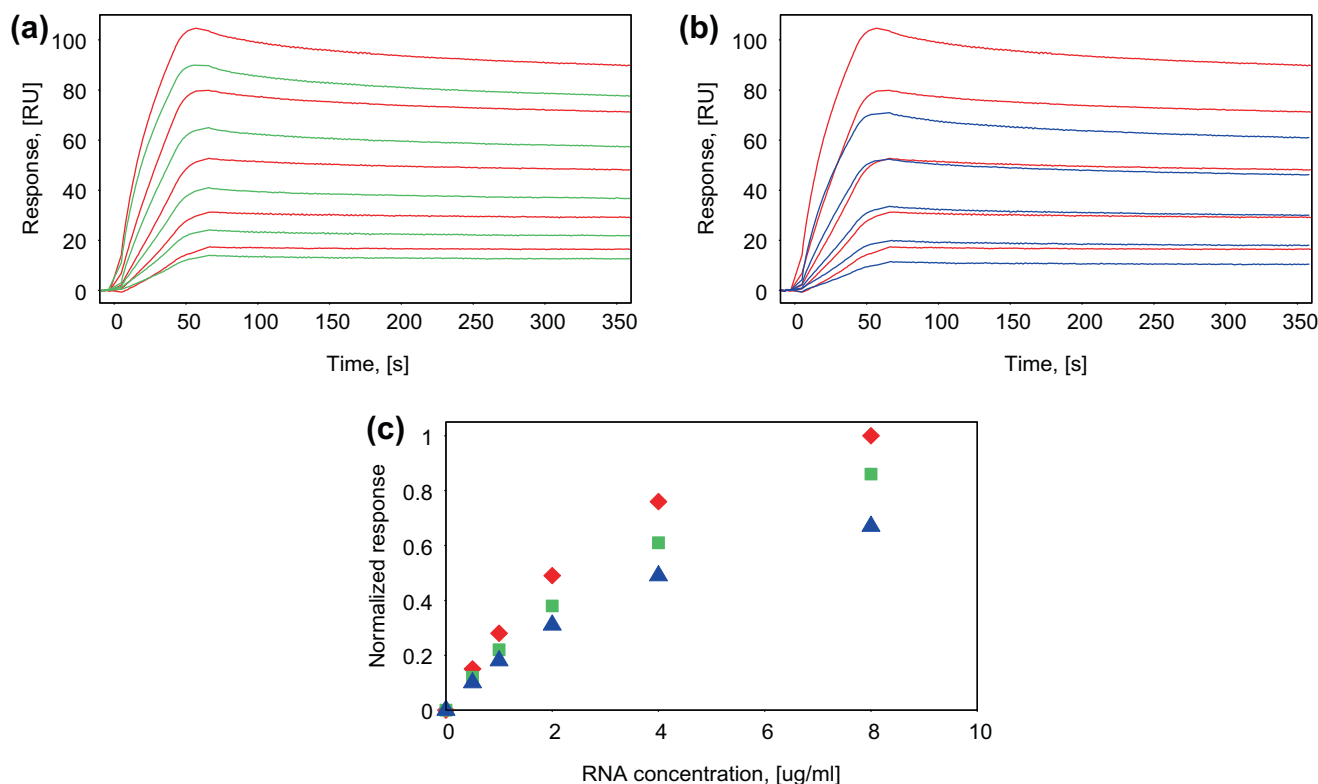 (a)
100
80
60
40
20
0
Response, [RU]
0 50 100 150 200 250 300 350
Time, [s]
(b)
100
80
60
40
20
0
Response, [RU]
0 50 100 150 200 250 300 350
Time, [s]
(c)
1
0.8
0.6
0.4
0.2
0
Normalized response
0 2 4 6 8 10
RNA concentration, [ug/ml]